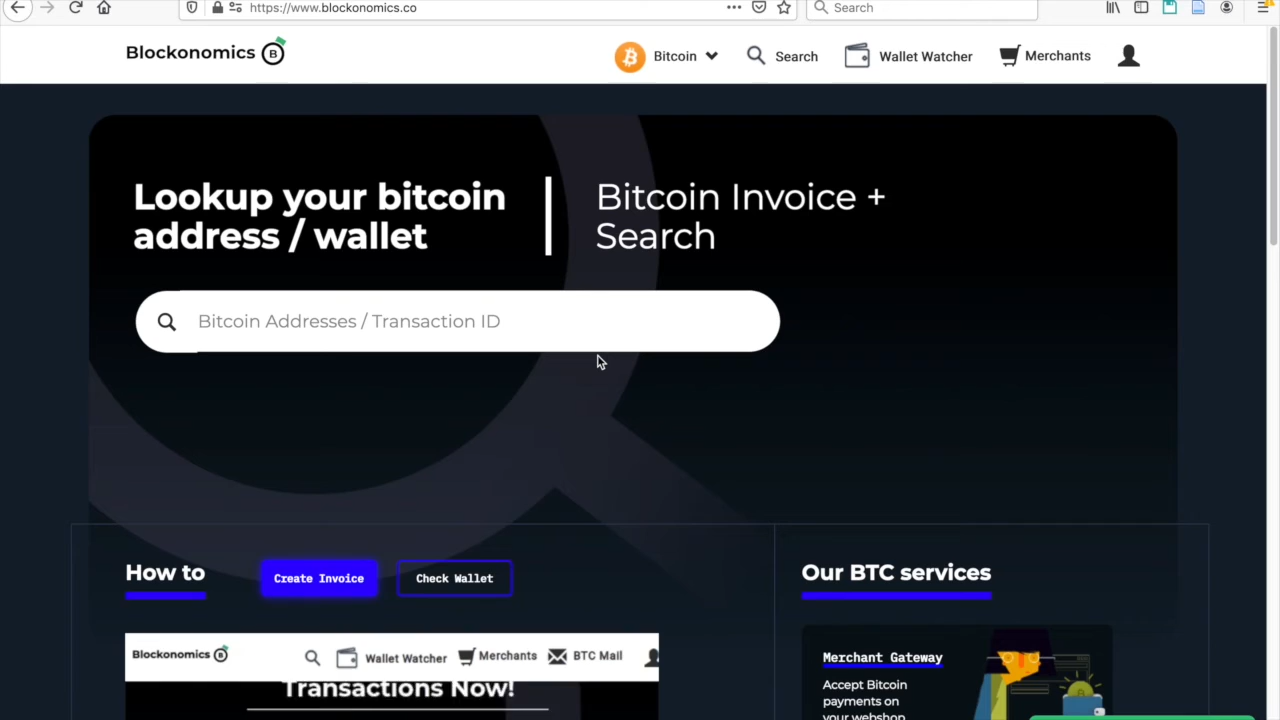 https://www.blockonomics.co
Search
Blockonomics
Bitcoin
Search
Wallet Watcher
Merchants
Lookup your bitcoin
address / wallet
Bitcoin Invoice +
Search
Bitcoin Addresses / Transaction ID
How to
Create Invoice
Check Wallet
Our BTC services
Blockonomics
Wallet Watcher
Merchants
BTC Mail
Transactions Now!
Merchant Gateway
Accept Bitcoin
payments on
your webshop